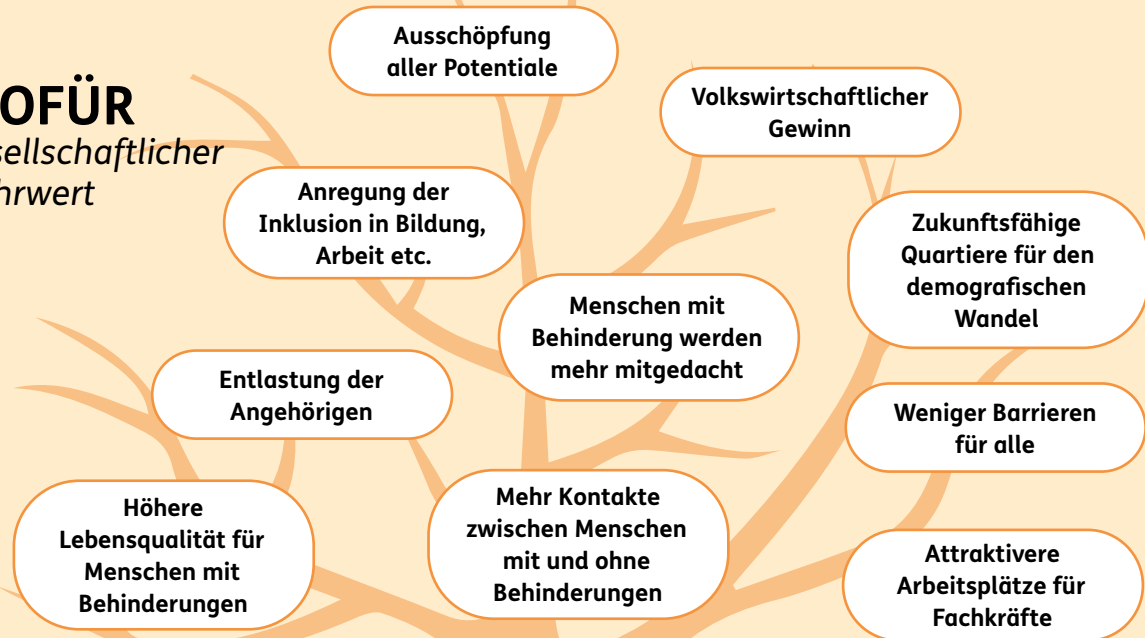 OFÜR
sellschaftlicher
hrwert
Ausschöpfung
aller Potentiale
Volkswirtschaftlicher
Gewinn
Anregung der
Inklusion in Bildung,
Arbeit etc.
Zukunftsfähige
Quartiere für den
demografischen
Wandel
Menschen mit
Behinderung werden
mehr mitgedacht
Entlastung der
Angehörigen
Weniger Barrieren
für alle
Höhere
Lebensqualität für
Menschen mit
Behinderungen
Mehr Kontakte
zwischen Menschen
mit und ohne
Behinderungen
Attraktivere
Arbeitsplätze für
Fachkräfte